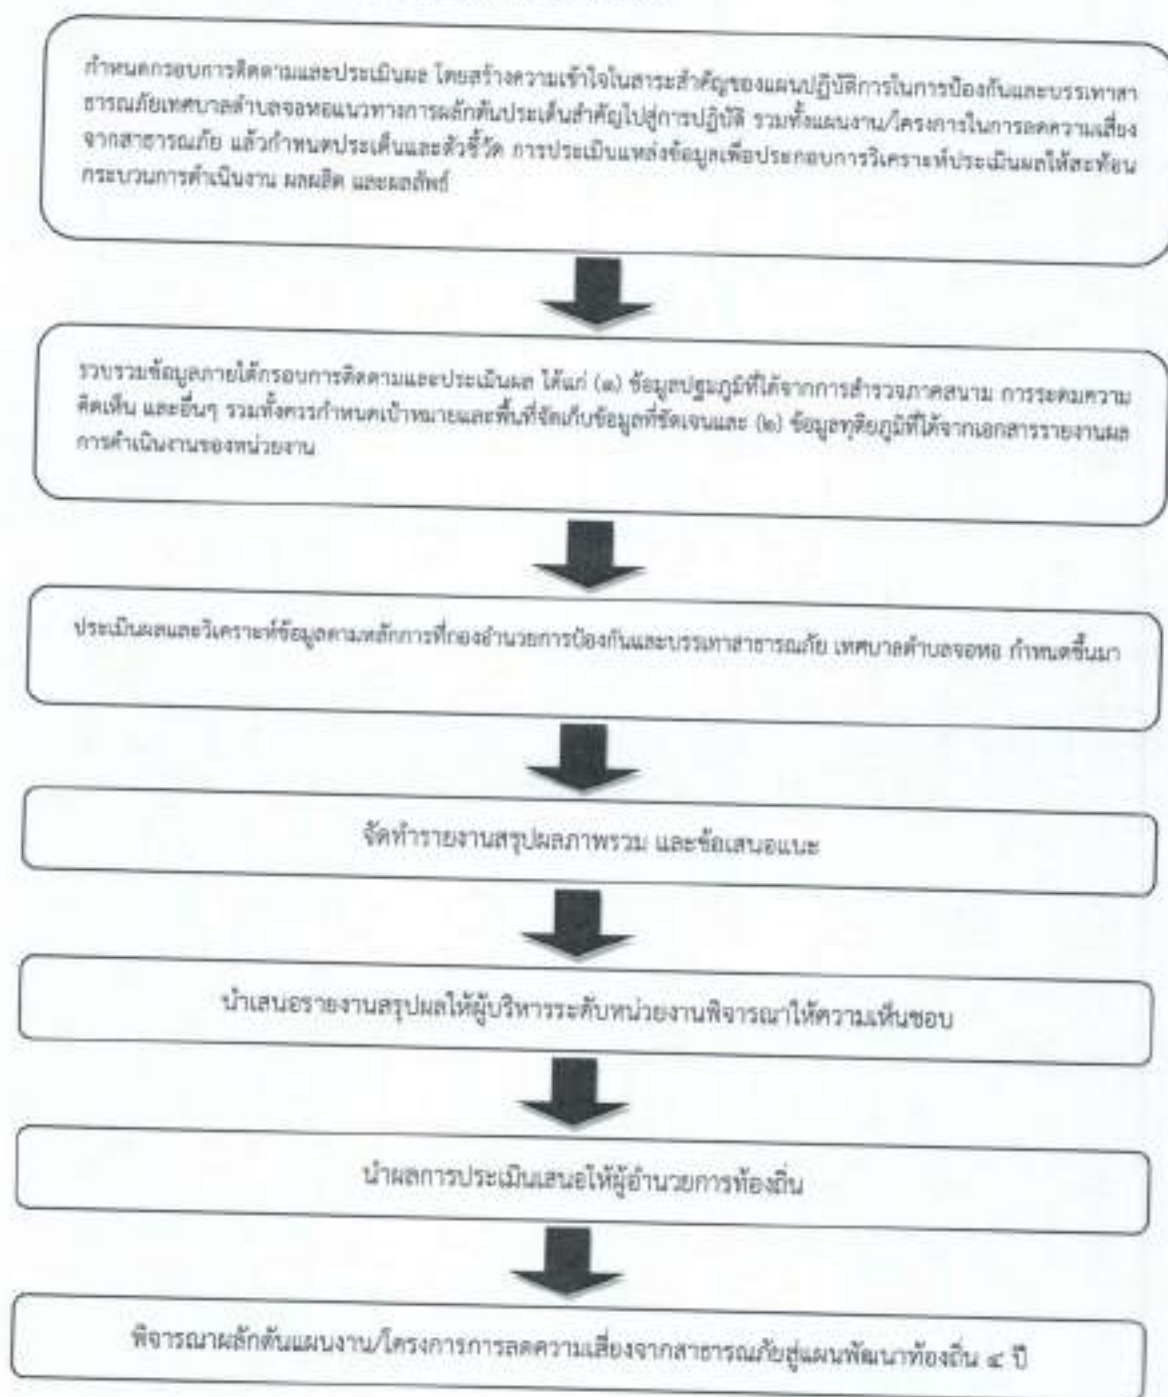 กำหนดกรอบการติดตามและประเมินผล โดยสร้างความเข้าใจในสาระสำคัญของแผนปฏิบัติการในการป้องกันและบรรเทาสา
ธารณภัยเทศบาลตำบลจอหอแนวทางการผลักดันประเด็นสำคัญไปสู่การปฏิบัติ รวมทั้งแผนงาน/โครงการในการลดความเสี่ยง
จากสาธารณภัย แล้วกำหนดประเด็นและตัวชี้วัด การประเมินแหล่งข้อมูลเพื่อประกอบการวิเคราะห์ประเมินผลให้สะท้อน
กระบวนการดำเนินงาน ผลผลิต และผลลัพธ์
รวบรวมข้อมูลภายใต้กรอบการติดตามและประเมินผล ได้แก่ (๑) ข้อมูลปฐมภูมิที่ได้จากการสำรวจภาคสนาม การระดมความ
คิดเห็น และอื่นๆ รวมทั้งควรกำหนดเป้าหมายและพื้นที่จัดเก็บข้อมูลที่ชัดเจนและ (๒) ข้อมูลทุติยภูมิที่ได้จากเอกสารรายงานผล
การดำเนินงานของหน่วยงาน
ประเมินผลและวิเคราะห์ข้อมูลตามหลักการที่กองอำนวยการป้องกันและบรรเทาสาธารณภัย เทศบาลตำบลจอหอ กำหนดขึ้นมา
จัดทำรายงานสรุปผลภาพรวม และข้อเสนอแนะ
นำเสนอรายงานสรุปผลให้ผู้บริหารระดับหน่วยงานพิจารณาให้ความเห็นชอบ
นำผลการประเมินเสนอให้ผู้อำนวยการท้องถิ่น
พิจารณาผลักดันแผนงาน/โครงการการลดความเสี่ยงจากสาธารณภัยสู่แผนพัฒนาท้องถิ่น ๔ ปี